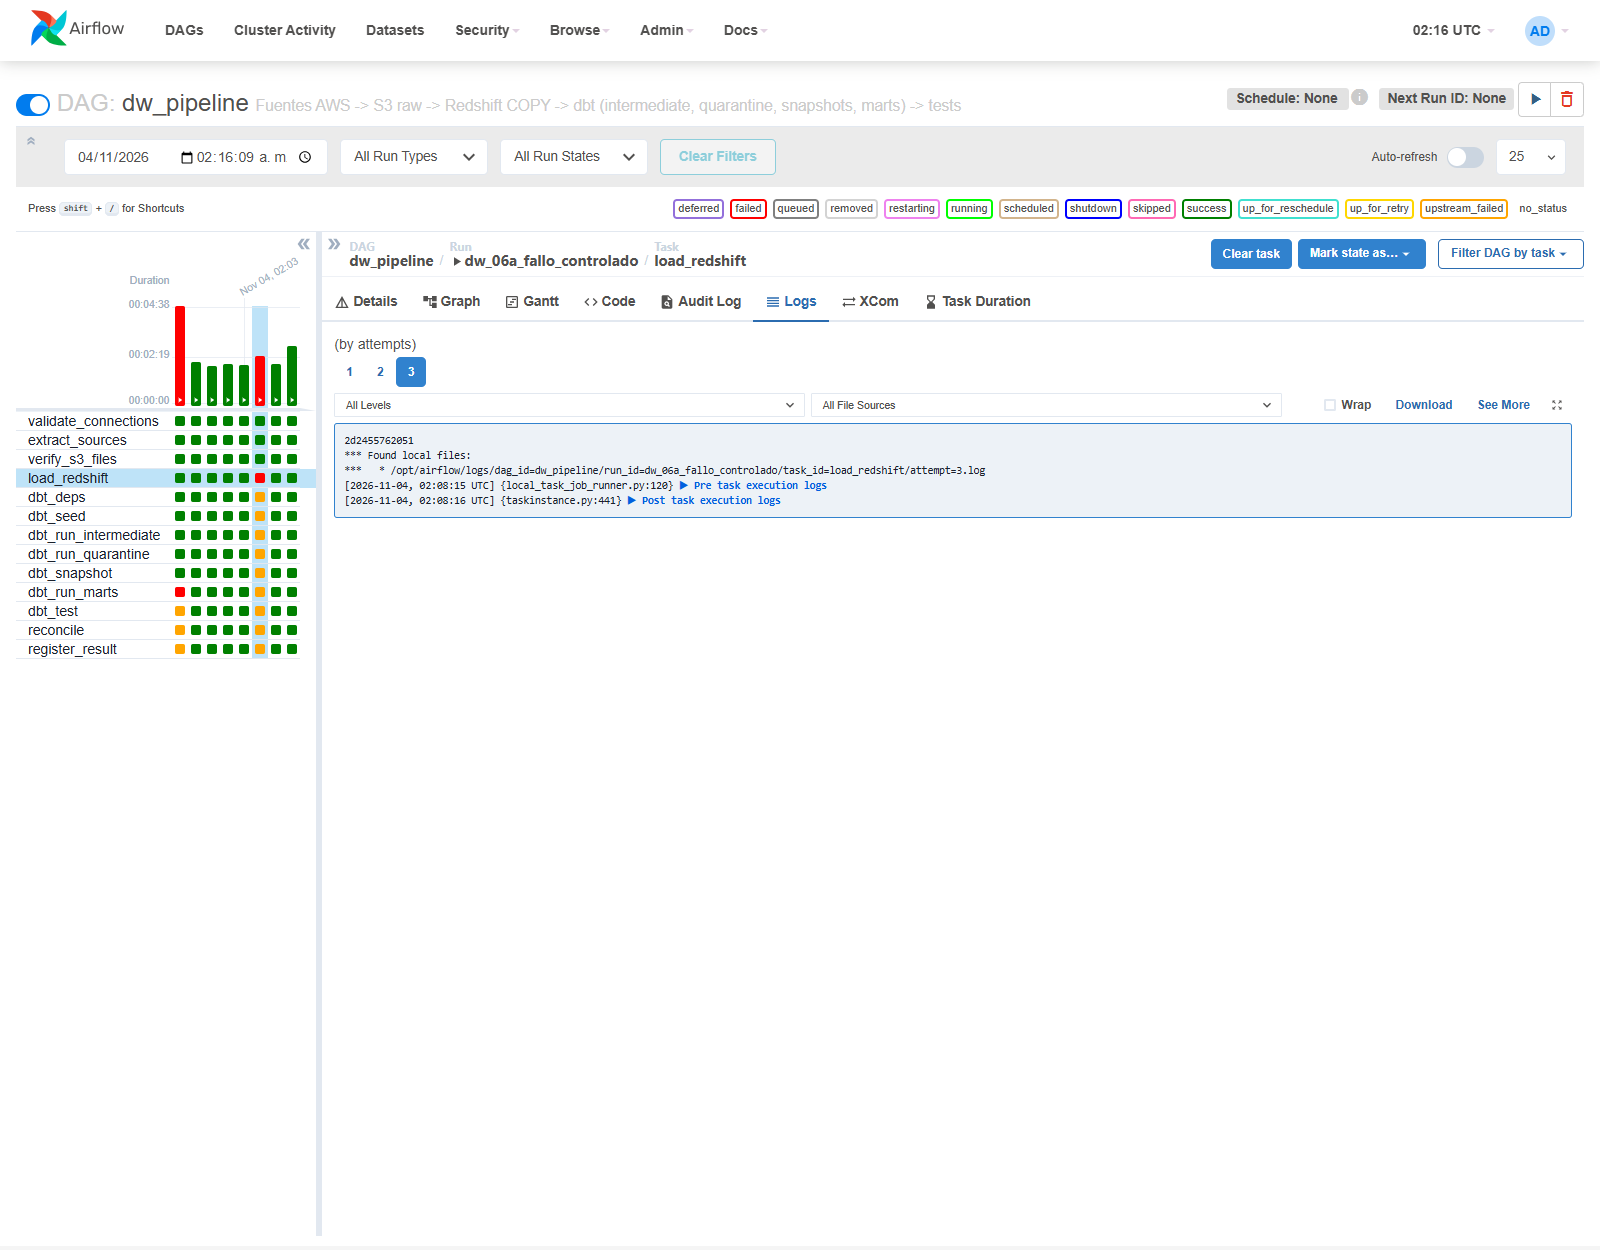 Airflow DAGs Cluster Activity Datasets Security Browse Admin Docs 02:16 UTC AD
DAG: dw_pipeline Fuentes AWS -> S3 raw -> Redshift COPY -> dbt (intermediate, quarantine, snapshots, marts) -> tests Schedule: None i Next Run ID: None
04/11/2026 02:16:09 a. m All Run Types All Run States Clear Filters Auto-refresh 25
Press shift + / for Shortcuts deferred failed queued removed restarting running scheduled shutdown skipped success up_for_reschedule up_for_retry upstream_failed no_status
DAG Run Task
dw_pipeline / dw_06a_fallo_controlado / load_redshift Clear task Mark state as... Filter DAG by task
Details Graph Gantt Code Audit Log Logs XCom Task Duration
Duration
Nov 04, 02:03
00:04:38
00:02:19
00:00:00
validate_connections
extract_sources
verify_s3_files
load_redshift
dbt_deps
dbt_seed
dbt_run_intermediate
dbt_run_quarantine
dbt_snapshot
dbt_run_marts
dbt_test
reconcile
register_result
(by attempts)
1 2 3
All Levels All File Sources Wrap Download See More
2d2455762051
*** Found local files:
***   * /opt/airflow/logs/dag_id=dw_pipeline/run_id=dw_06a_fallo_controlado/task_id=load_redshift/attempt=3.log
[2026-11-04, 02:08:15 UTC] {local_task_job_runner.py:120} ▶ Pre task execution logs
[2026-11-04, 02:08:16 UTC] {taskinstance.py:441} ▶ Post task execution logs